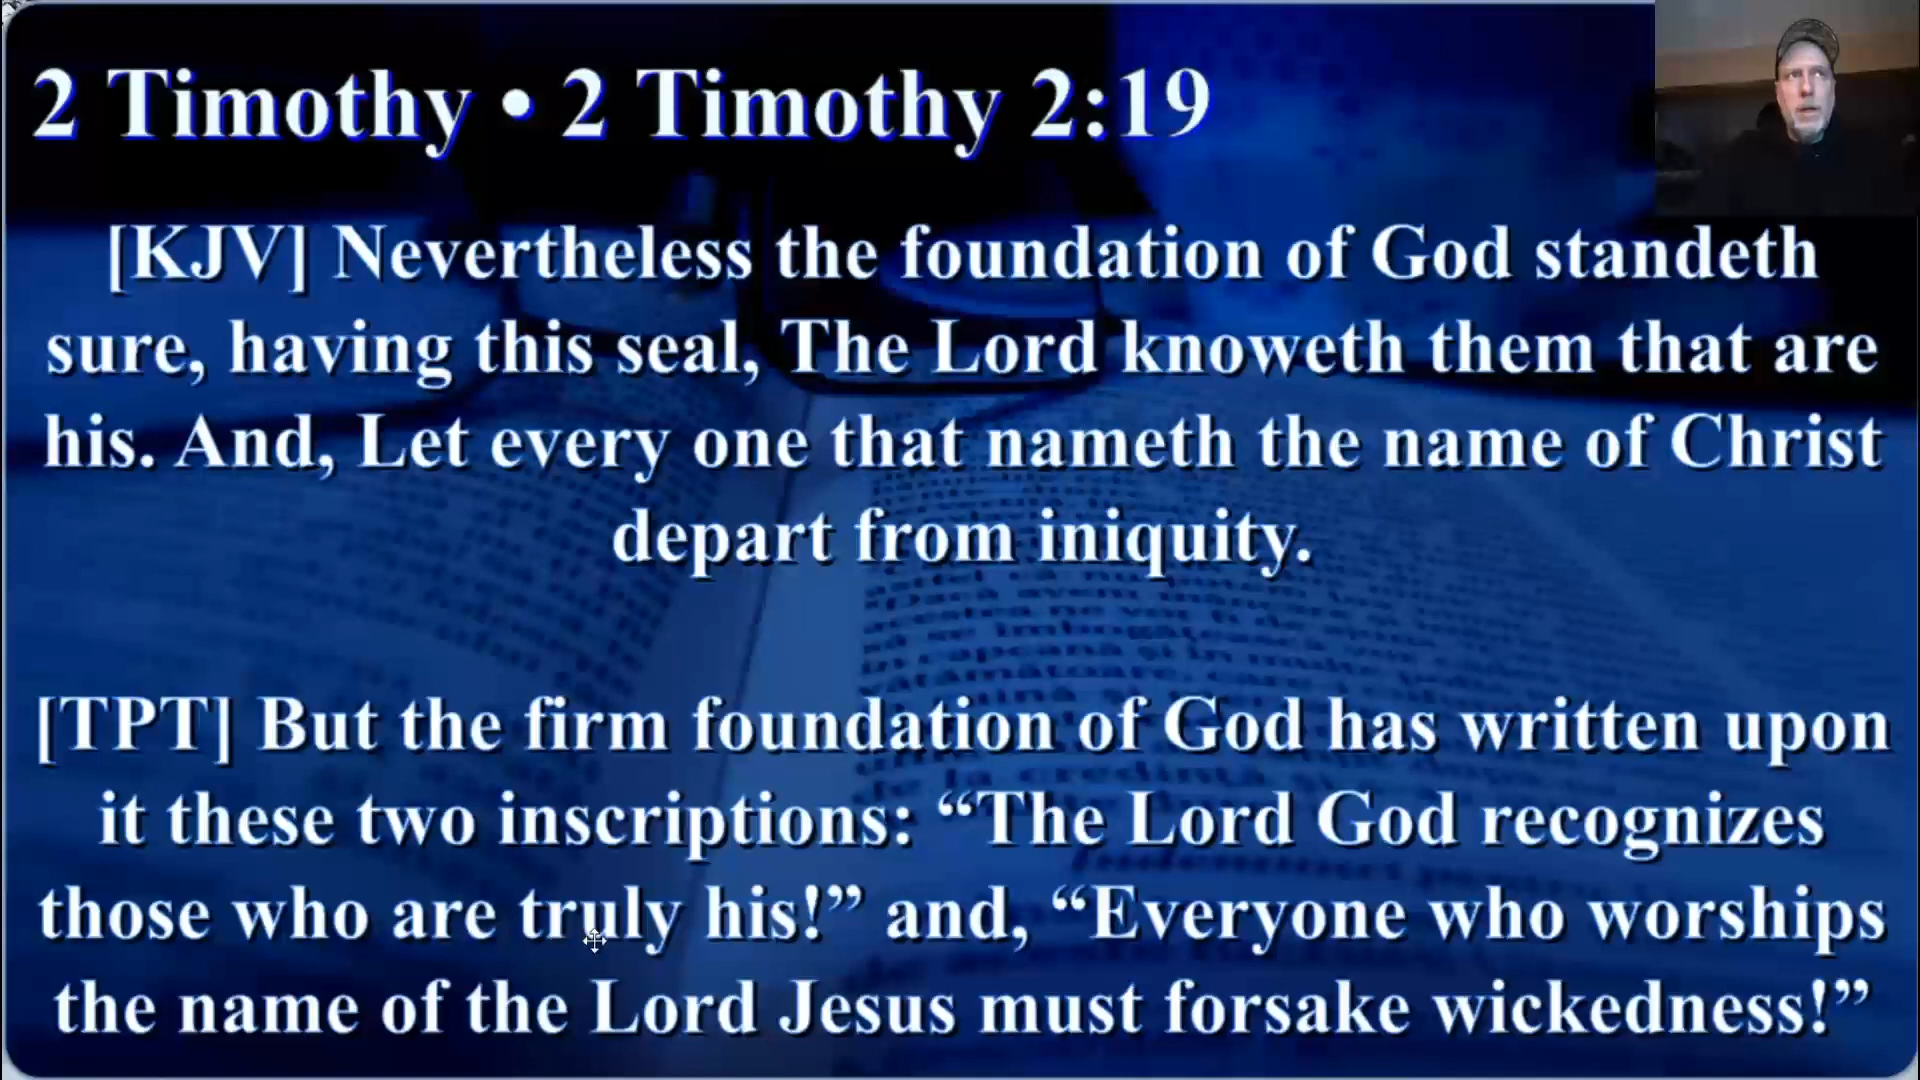 2 Timothy • 2 Timothy 2:19
[KJV] Nevertheless the foundation of God standeth
sure, having this seal, The Lord knoweth them that are
his. And, Let every one that nameth the name of Christ
depart from iniquity.
[TPT] But the firm foundation of God has written upon
it these two inscriptions: “The Lord God recognizes
those who are truly his!” and, “Everyone who worships
the name of the Lord Jesus must forsake wickedness!”